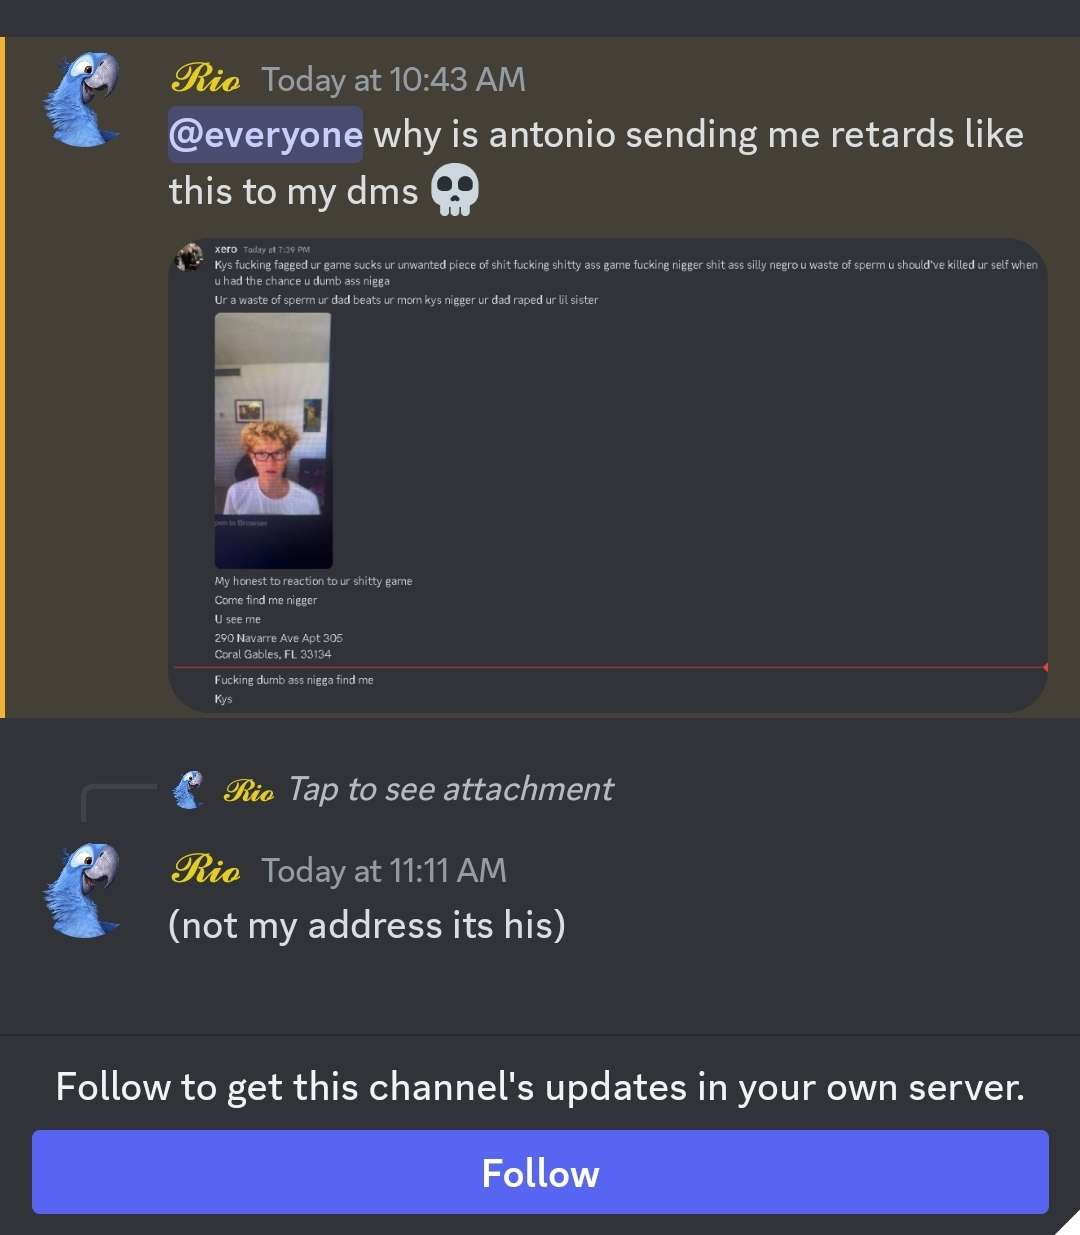 Rio Today at 10:43 AM
@everyone why is antonio sending me retards like
this to my dms
xero Today at 7:39 PM
Kys fucking fagged ur game sucks ur unwanted piece of shit fucking shitty ass game fucking nigger shit ass silly negro u waste of sperm u should've killed ur self when
u had the chance u dumb ass nigga
Ur a waste of sperm ur dad beats ur mom kys nigger ur dad raped ur lil sister
pen in Browser
My honest to reaction to ur shitty game
Come find me nigger
U see me
290 Navarre Ave Apt 305
Coral Gables, FL 33134
Fucking dumb ass nigga find me
Kys
Rio Tap to see attachment
Rio Today at 11:11 AM
(not my address its his)
Follow to get this channel's updates in your own server.
Follow